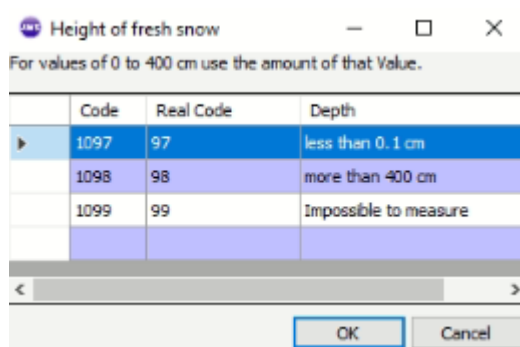 Height of fresh snow
For values of 0 to 400 cm use the amount of that Value.
Code Real Code Depth
1097 97 less than 0.1 cm
1098 98 more than 400 cm
1099 99 Impossible to measure
OK Cancel